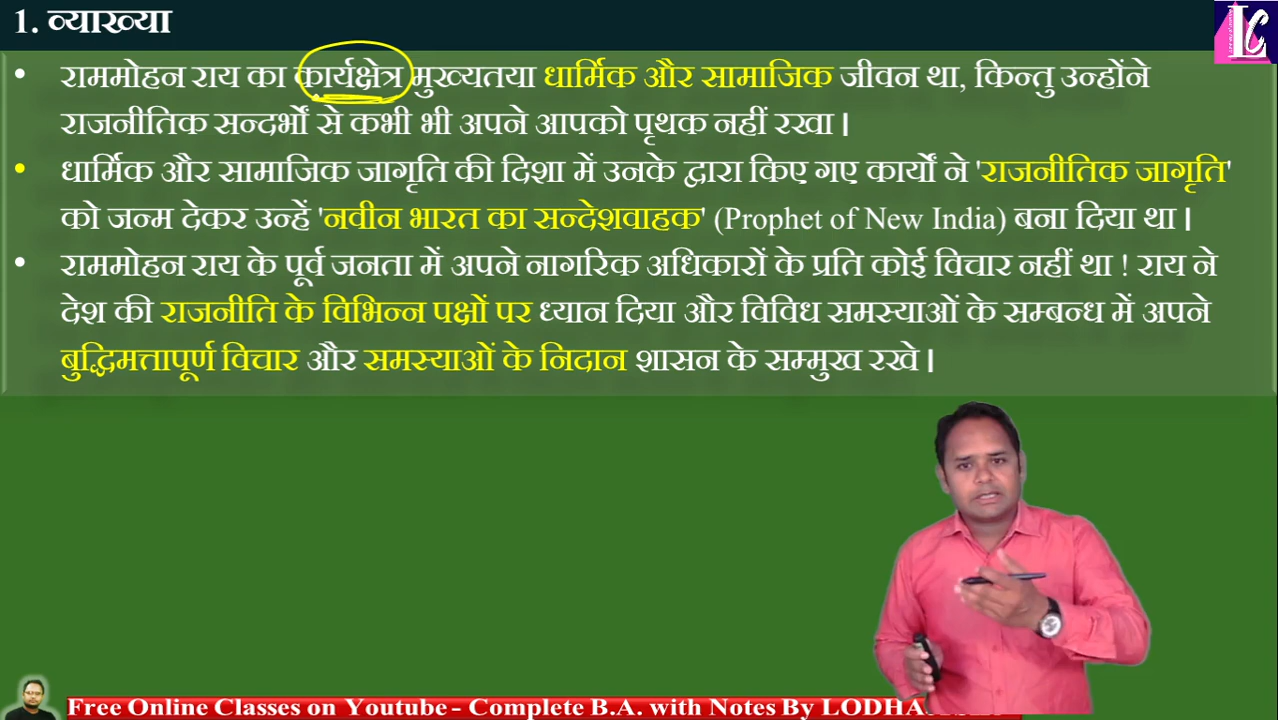 1. व्याख्या
LC
• राममोहन राय का कार्यक्षेत्र मुख्यतया धार्मिक और सामाजिक जीवन था, किन्तु उन्होंने
राजनीतिक सन्दर्भों से कभी भी अपने आपको पृथक नहीं रखा।
• धार्मिक और सामाजिक जागृति की दिशा में उनके द्वारा किए गए कार्यों ने 'राजनीतिक जागृति'
को जन्म देकर उन्हें 'नवीन भारत का सन्देशवाहक' (Prophet of New India) बना दिया था।
• राममोहन राय के पूर्व जनता में अपने नागरिक अधिकारों के प्रति कोई विचार नहीं था ! राय ने
देश की राजनीति के विभिन्न पक्षों पर ध्यान दिया और विविध समस्याओं के सम्बन्ध में अपने
बुद्धिमत्तापूर्ण विचार और समस्याओं के निदान शासन के सम्मुख रखे।
Free Online Classes on Youtube - Complete B.A. with Notes By